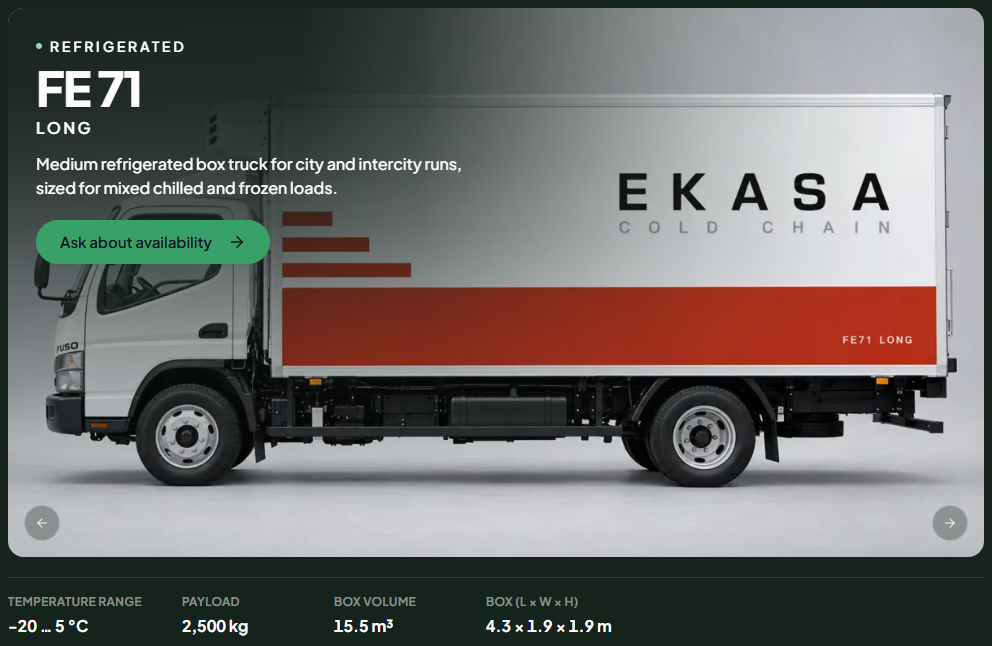 REFRIGERATED
FE 71
LONG
Medium refrigerated box truck for city and intercity runs,
sized for mixed chilled and frozen loads.
Ask about availability →
EKASA
COLD CHAIN
FUSO
FE71 LONG
← →
TEMPERATURE RANGE PAYLOAD BOX VOLUME BOX (L × W × H)
−20 ... 5 °C 2,500 kg 15.5 m³ 4.3 × 1.9 × 1.9 m